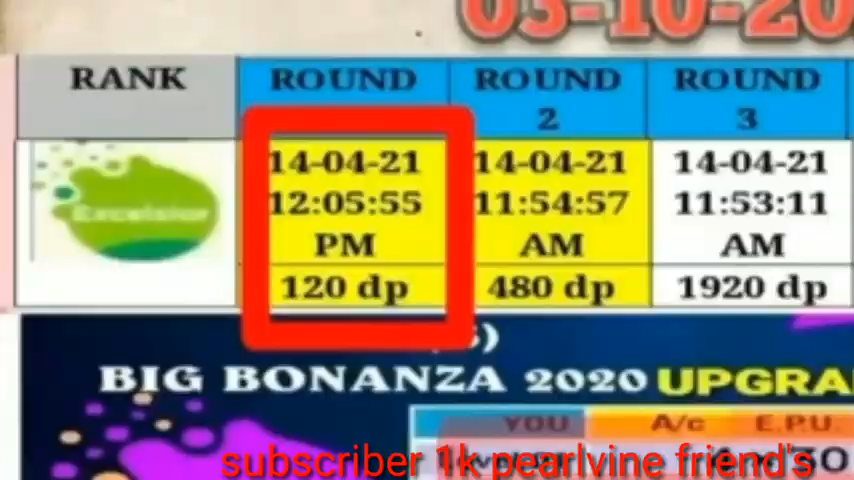 03-10-20
RANK ROUND ROUND ROUND
2 3
14-04-21 14-04-21 14-04-21
Excelsior 12:05:55 11:54:57 11:53:11
PM AM AM
120 dp 480 dp 1920 dp
BIG BONANZA 2020 UPGRA
YOU A/c E.P.U.
subscriber 1k pearlvine friend's